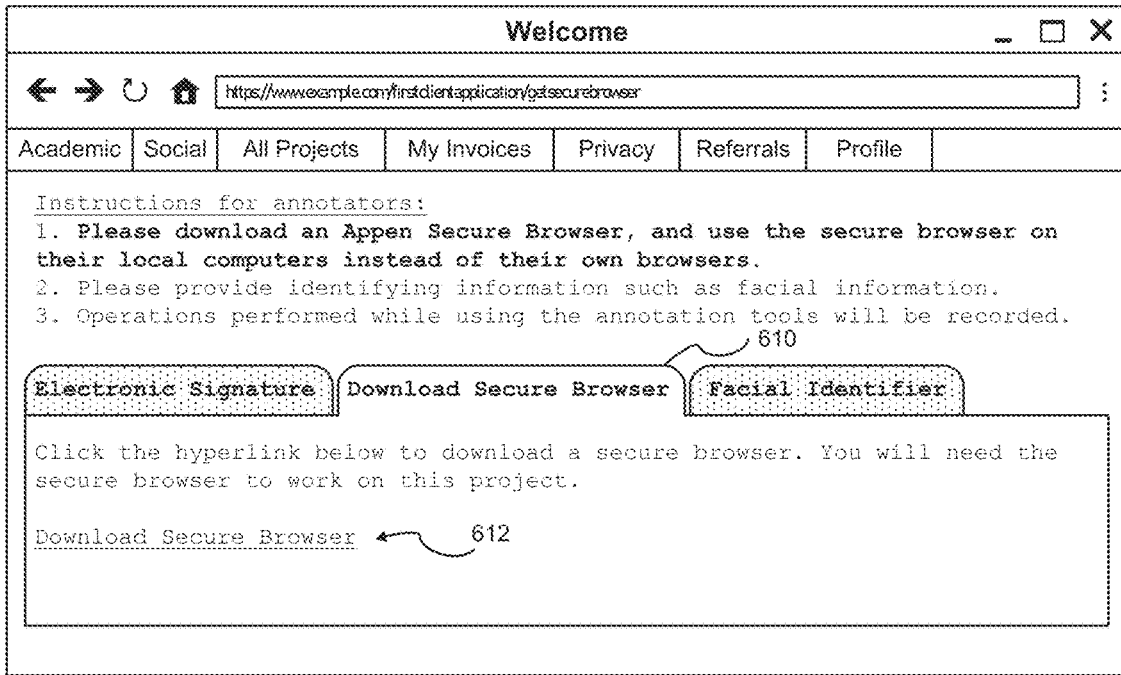 Welcome
https://www.example.com/firstclientapplication/getsecurebrowser
Academic Social All Projects My Invoices Privacy Referrals Profile
Instructions for annotators:
1. Please download an Appen Secure Browser, and use the secure browser on
their local computers instead of their own browsers.
2. Please provide identifying information such as facial information.
3. Operations performed while using the annotation tools will be recorded.
610
Electronic Signature Download Secure Browser Facial Identifier
Click the hyperlink below to download a secure browser. You will need the
secure browser to work on this project.
Download Secure Browser 612